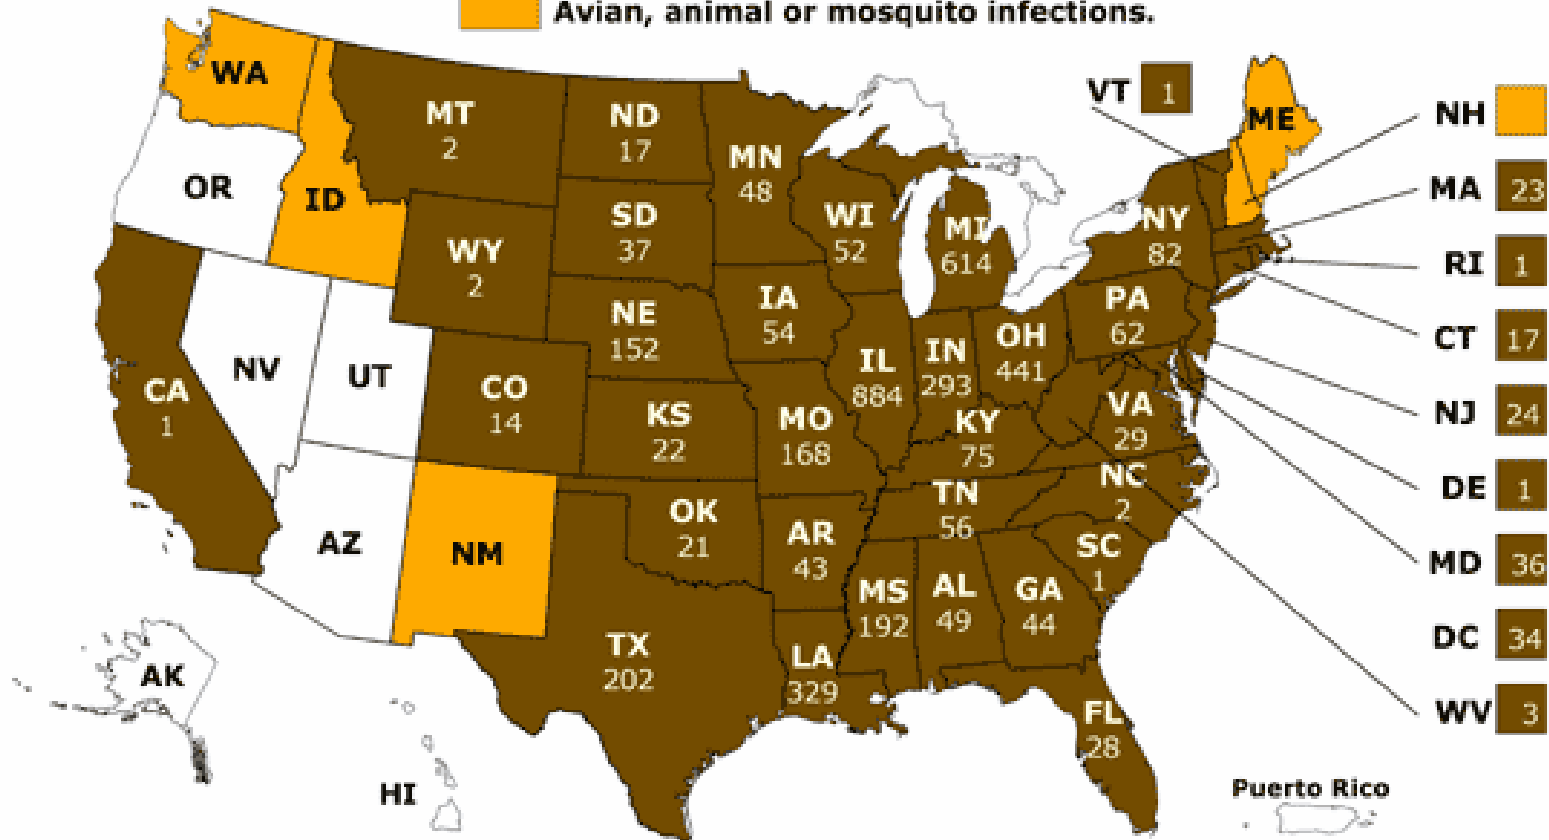 Avian, animal or mosquito infections.
WA
MT
2
ND
17
MN
48
VT 1
ME
NH
OR
ID
SD
37
WI
52
MI
614
NY
82
MA 23
WY
2
RI 1
NE
152
IA
54
PA
62
CT 17
NV
UT
CA
1
CO
14
KS
22
MO
168
IL
884
IN
293
OH
441
KY
75
VA
29
NJ 24
DE 1
AZ
NM
OK
21
AR
43
TN
56
NC
2
SC
1
MD 36
TX
202
LA
329
MS
192
AL
49
GA
44
DC 34
AK
FL
28
WV 3
HI
Puerto Rico